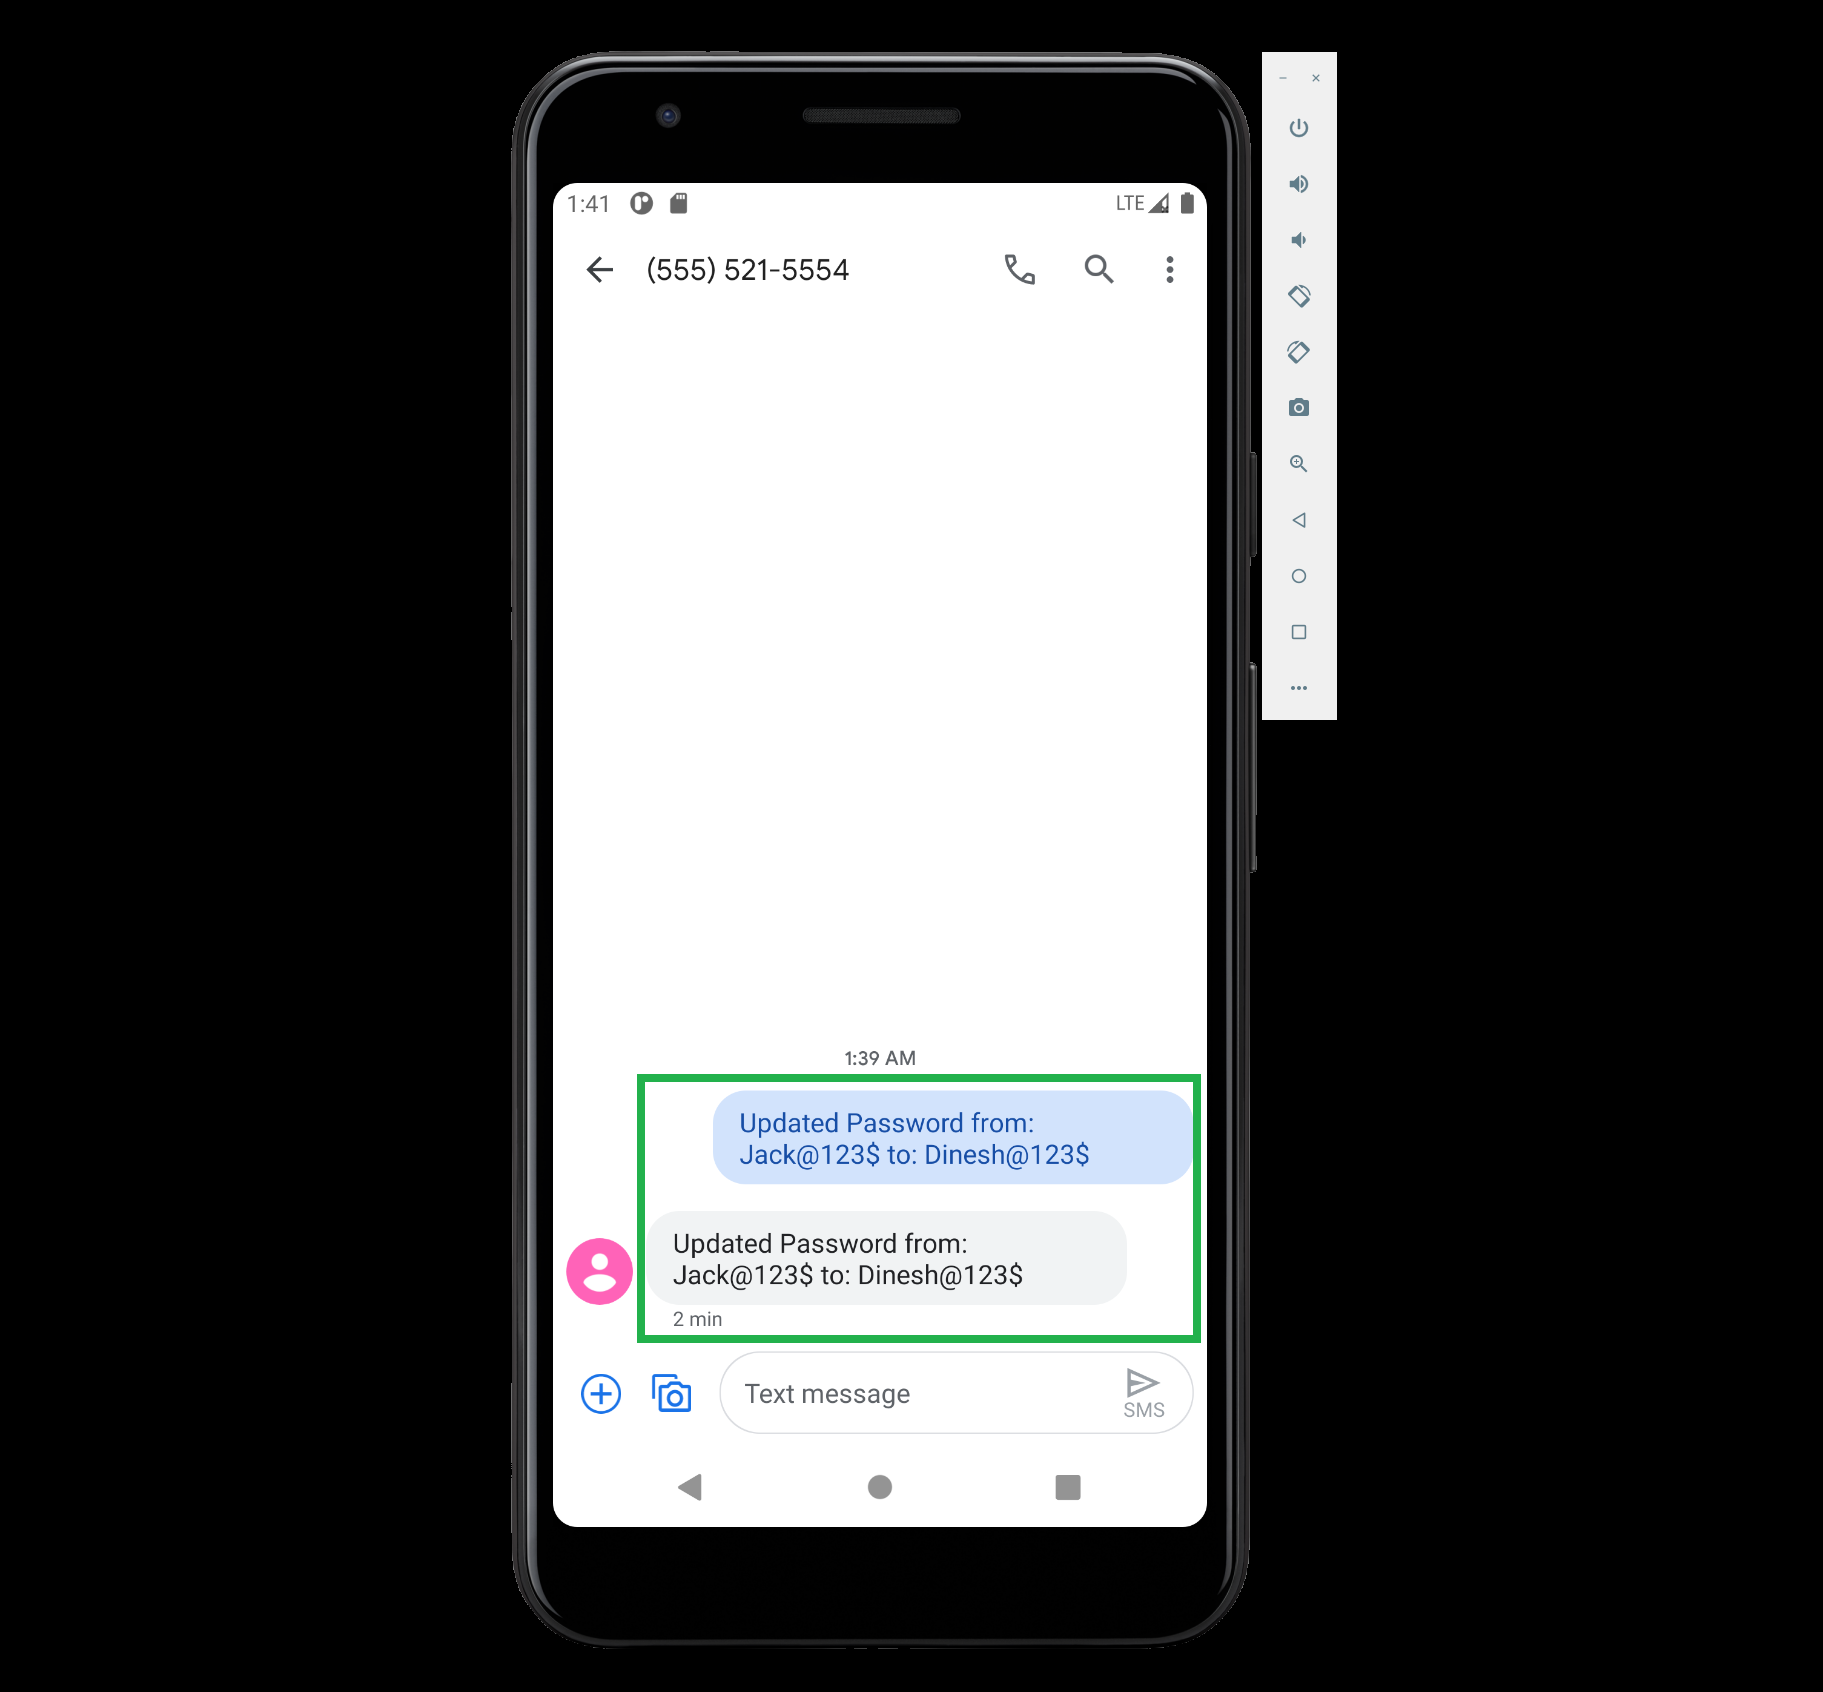 1:41
LTE
(555) 521-5554
1:39 AM
Updated Password from:
Jack@123$ to: Dinesh@123$
Updated Password from:
Jack@123$ to: Dinesh@123$
2 min
Text message
SMS